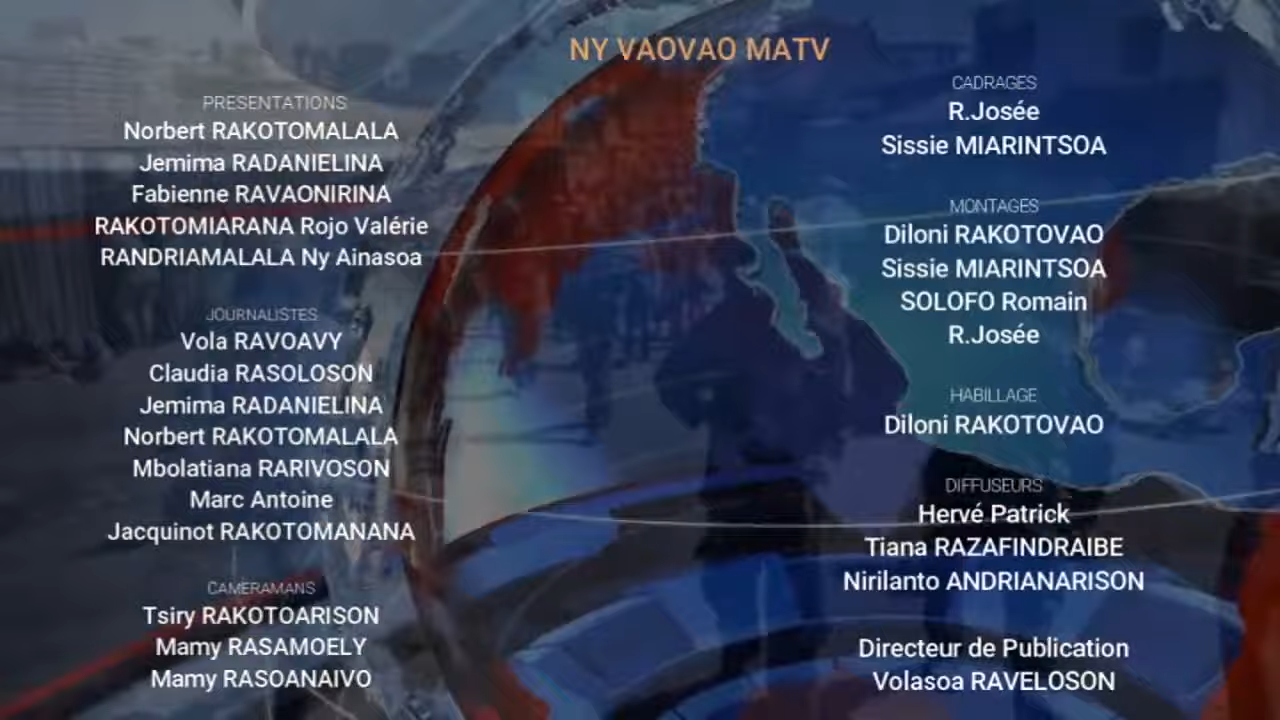 NY VAOVAO MATV
PRESENTATIONS
Norbert RAKOTOMALALA
Jemima RADANIELINA
Fabienne RAVAONIRINA
RAKOTOMIARANA Rojo Valérie
RANDRIAMALALA Ny Ainasoa
JOURNALISTES
Vola RAVOAVY
Claudia RASOLOSON
Jemima RADANIELINA
Norbert RAKOTOMALALA
Mbolatiana RARIVOSON
Marc Antoine
Jacquinot RAKOTOMANANA
CAMERAMANS
Tsiry RAKOTOARISON
Mamy RASAMOELY
Mamy RASOANAIVO
CADRAGES
R.Josée
Sissie MIARINTSOA
MONTAGES
Diloni RAKOTOVAO
Sissie MIARINTSOA
SOLOFO Romain
R.Josée
HABILLAGE
Diloni RAKOTOVAO
DIFFUSEURS
Hervé Patrick
Tiana RAZAFINDRAIBE
Nirilanto ANDRIANARISON
Directeur de Publication
Volasoa RAVELOSON